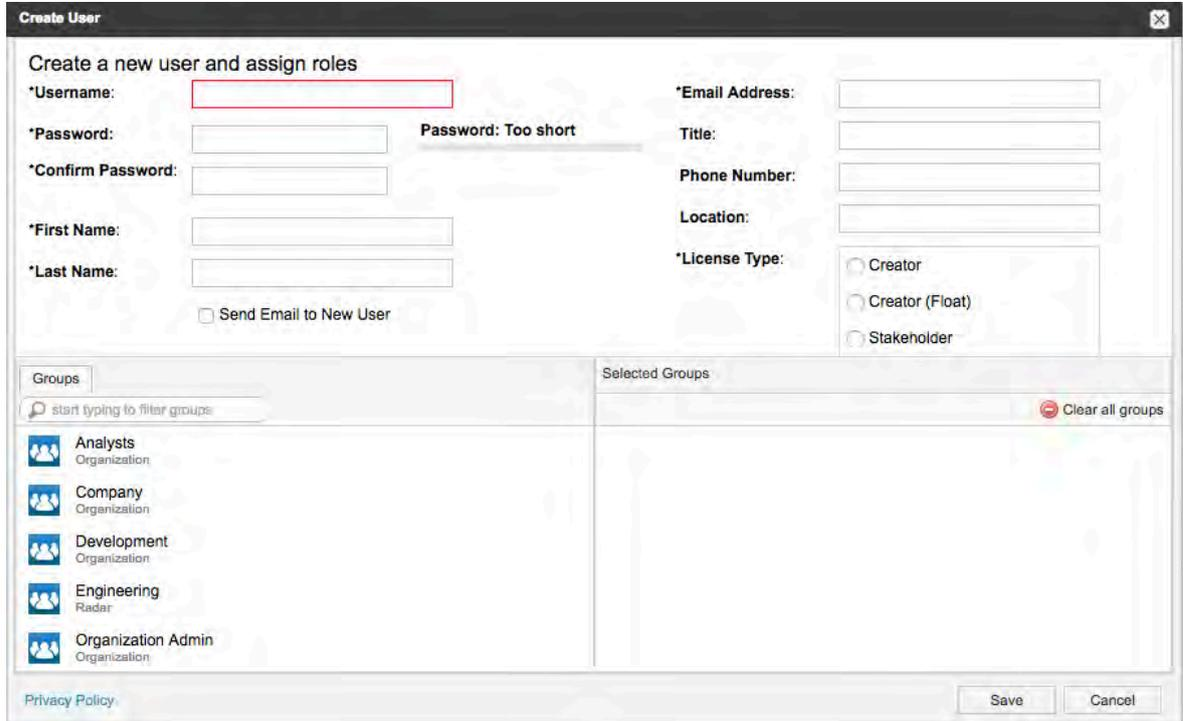 Create User
Create a new user and assign roles
*Username:
*Password:
Password: Too short
*Confirm Password:
*First Name:
*Last Name:
Send Email to New User
*Email Address:
Title:
Phone Number:
Location:
*License Type:
Creator
Creator (Float)
Stakeholder
Groups
start typing to filter groups
Analysts
Organization
Company
Organization
Development
Organization
Engineering
Radar
Organization Admin
Organization
Selected Groups
Clear all groups
Privacy Policy
Save
Cancel